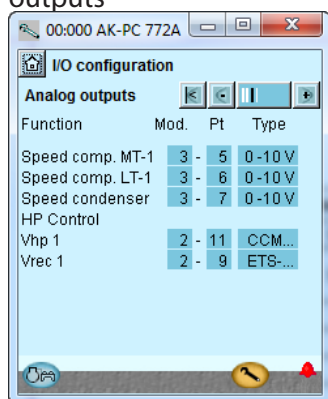 outputs
00:000 AK-PC 772A
I/O configuration
Analog outputs
Function Mod. Pt Type
Speed comp. MT-1 3 - 5 0 -10 V
Speed comp. LT-1 3 - 6 0 -10 V
Speed condenser 3 - 7 0 -10 V
HP Control
Vhp 1 2 - 11 CCM...
Vrec 1 2 - 9 ETS-...